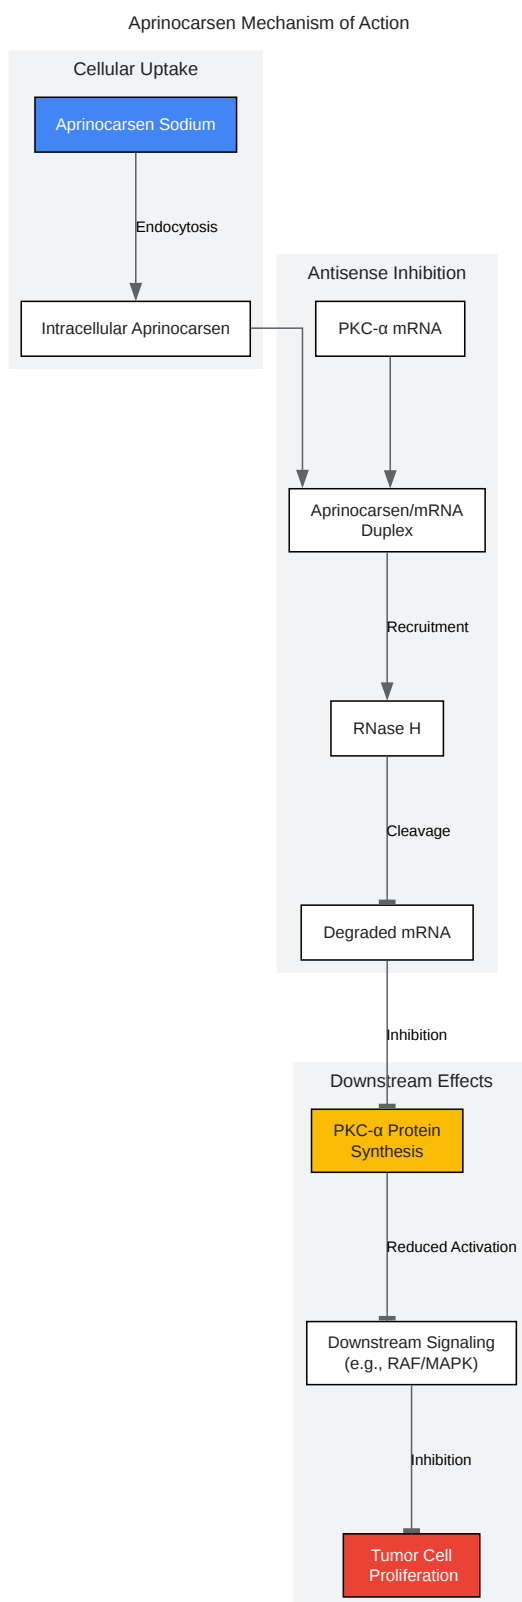 Aprinocarsen Mechanism of Action
Cellular Uptake
Aprinocarsen Sodium
Endocytosis
Intracellular Aprinocarsen
Antisense Inhibition
PKC-α mRNA
Aprinocarsen/mRNA
Duplex
Recruitment
RNase H
Cleavage
Degraded mRNA
Inhibition
Downstream Effects
PKC-α Protein
Synthesis
Reduced Activation
Downstream Signaling
(e.g., RAF/MAPK)
Inhibition
Tumor Cell
Proliferation